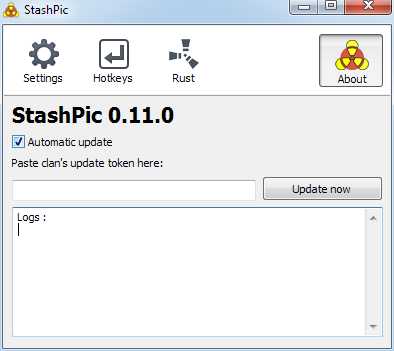 StashPic
Settings
Hotkeys
Rust
About
StashPic 0.11.0
Automatic update
Paste clan's update token here:
Update now
Logs :